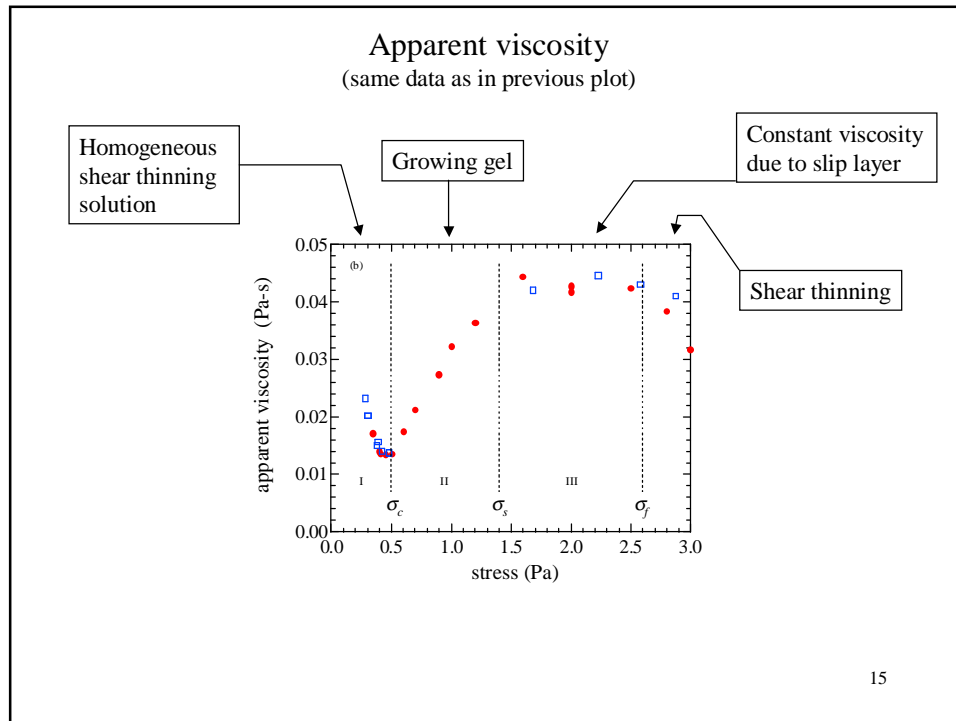 Apparent viscosity
(same data as in previous plot)
Homogeneous
shear thinning
solution
Growing gel
Constant viscosity
due to slip layer
Shear thinning
apparent viscosity (Pa-s)
0.05
0.04
0.03
0.02
0.01
0.00
(b)
I
II
III
σc
σs
σf
0.0 0.5 1.0 1.5 2.0 2.5 3.0
stress (Pa)
15